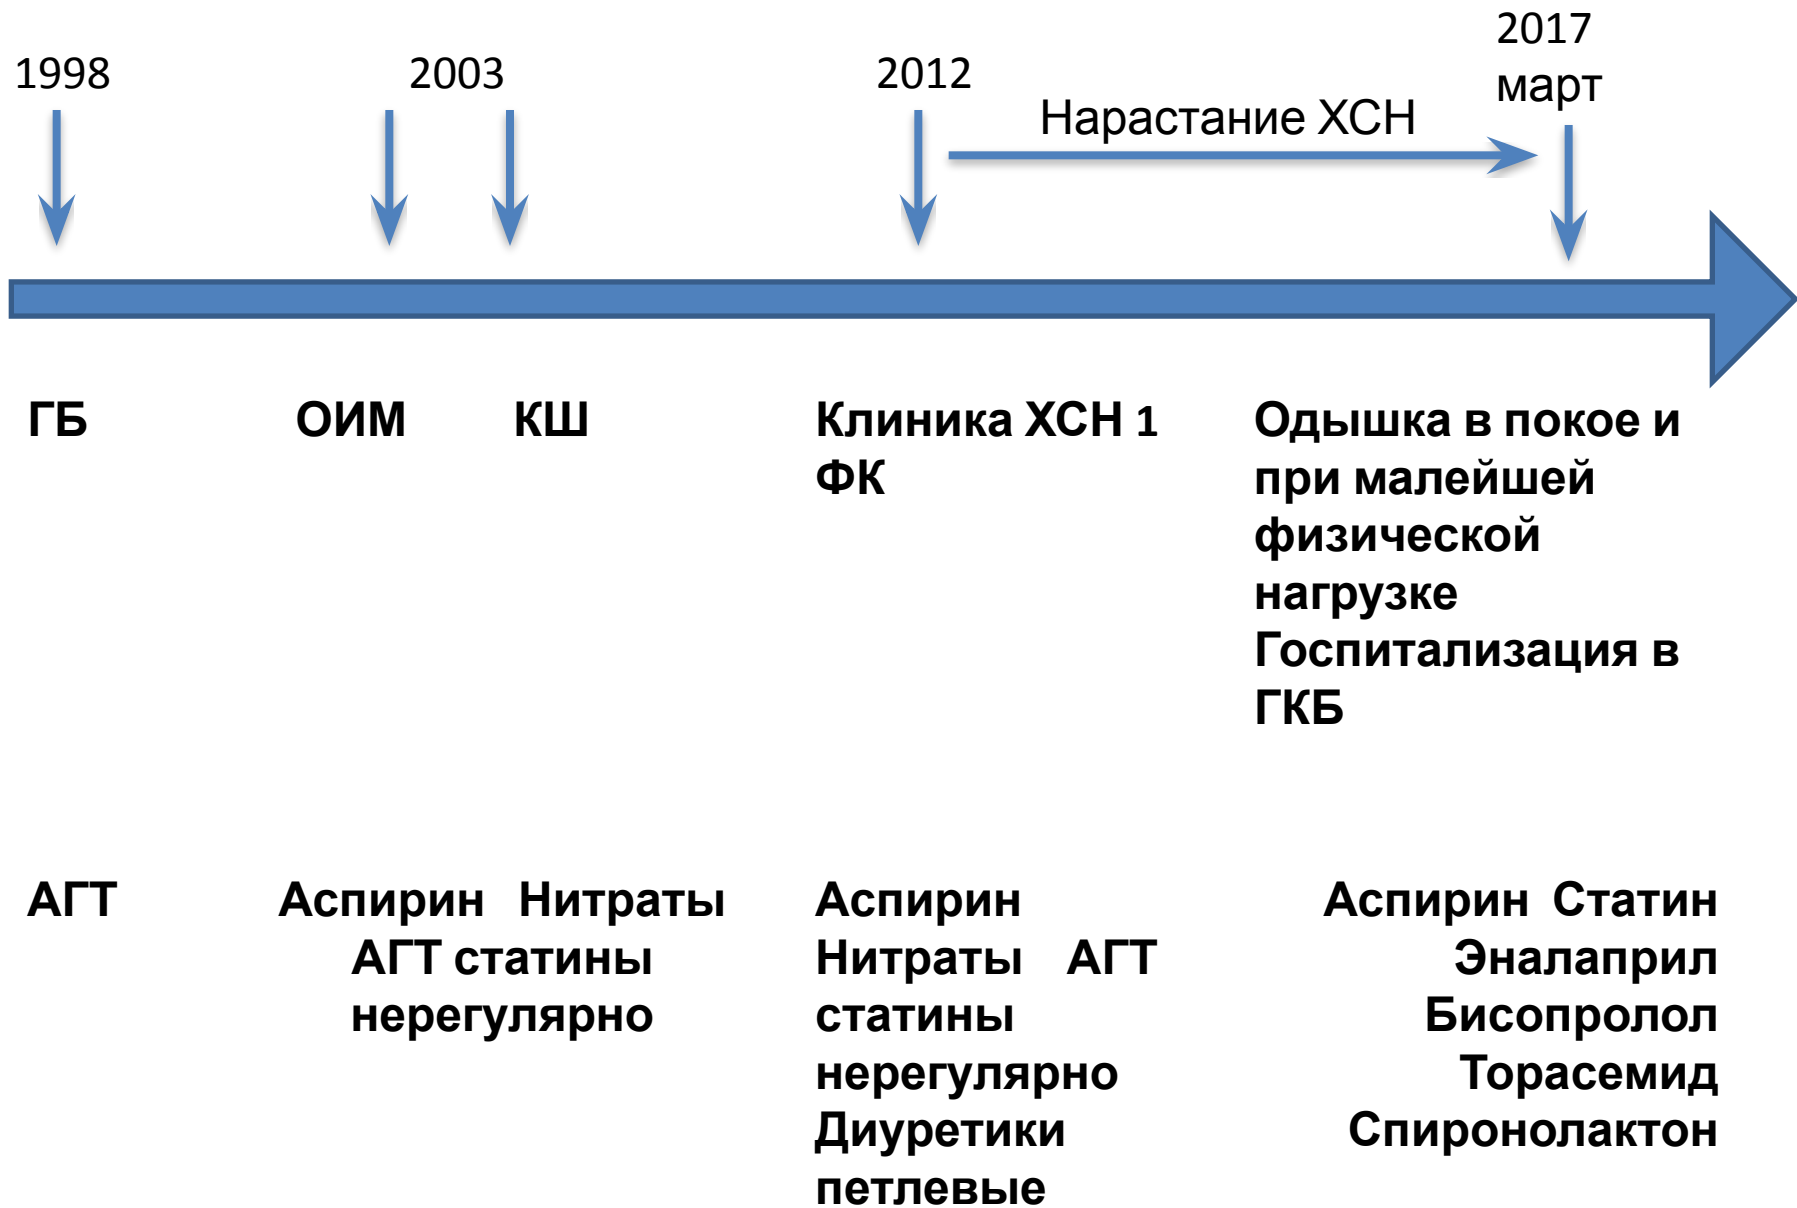 1998
2003
2012
2017
март
Нарастание ХСН
ГБ
ОИМ
КШ
Клиника ХСН 1
ФК
Одышка в покое и
при малейшей
физической
нагрузке
Госпитализация в
ГКБ
АГТ
Аспирин Нитраты
АГТ статины
нерегулярно
Аспирин
Нитраты АГТ
статины
нерегулярно
Диуретики
петлевые
Аспирин Статин
Эналаприл
Бисопролол
Торасемид
Спиронолактон